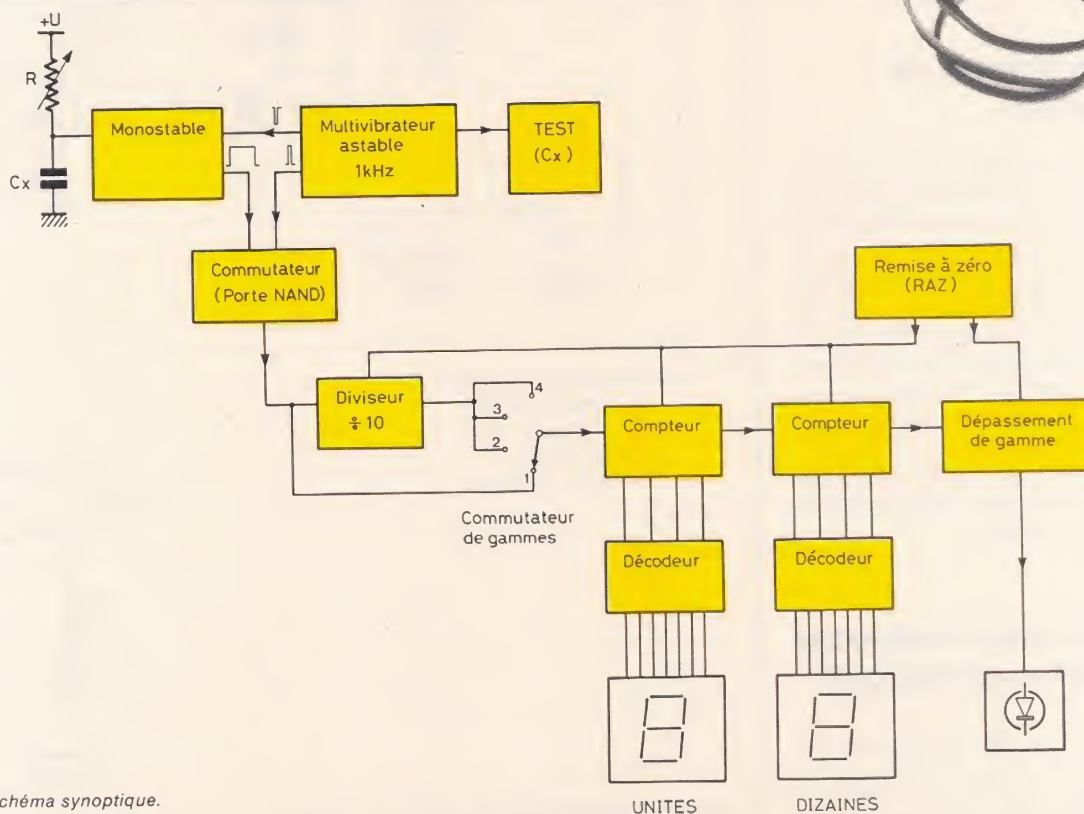 +U
R
Cx
Monostable
Multivibrateur
astable
1kHz
TEST
(Cx)
Commutateur
(Porte NAND)
Remise à zéro
(RAZ)
Diviseur
÷ 10
4
3
2
1
Commutateur
de gammes
Compteur
Compteur
Dépassement
de gamme
Décodeur
Décodeur
UNITES
DIZAINES
chéma synoptique.